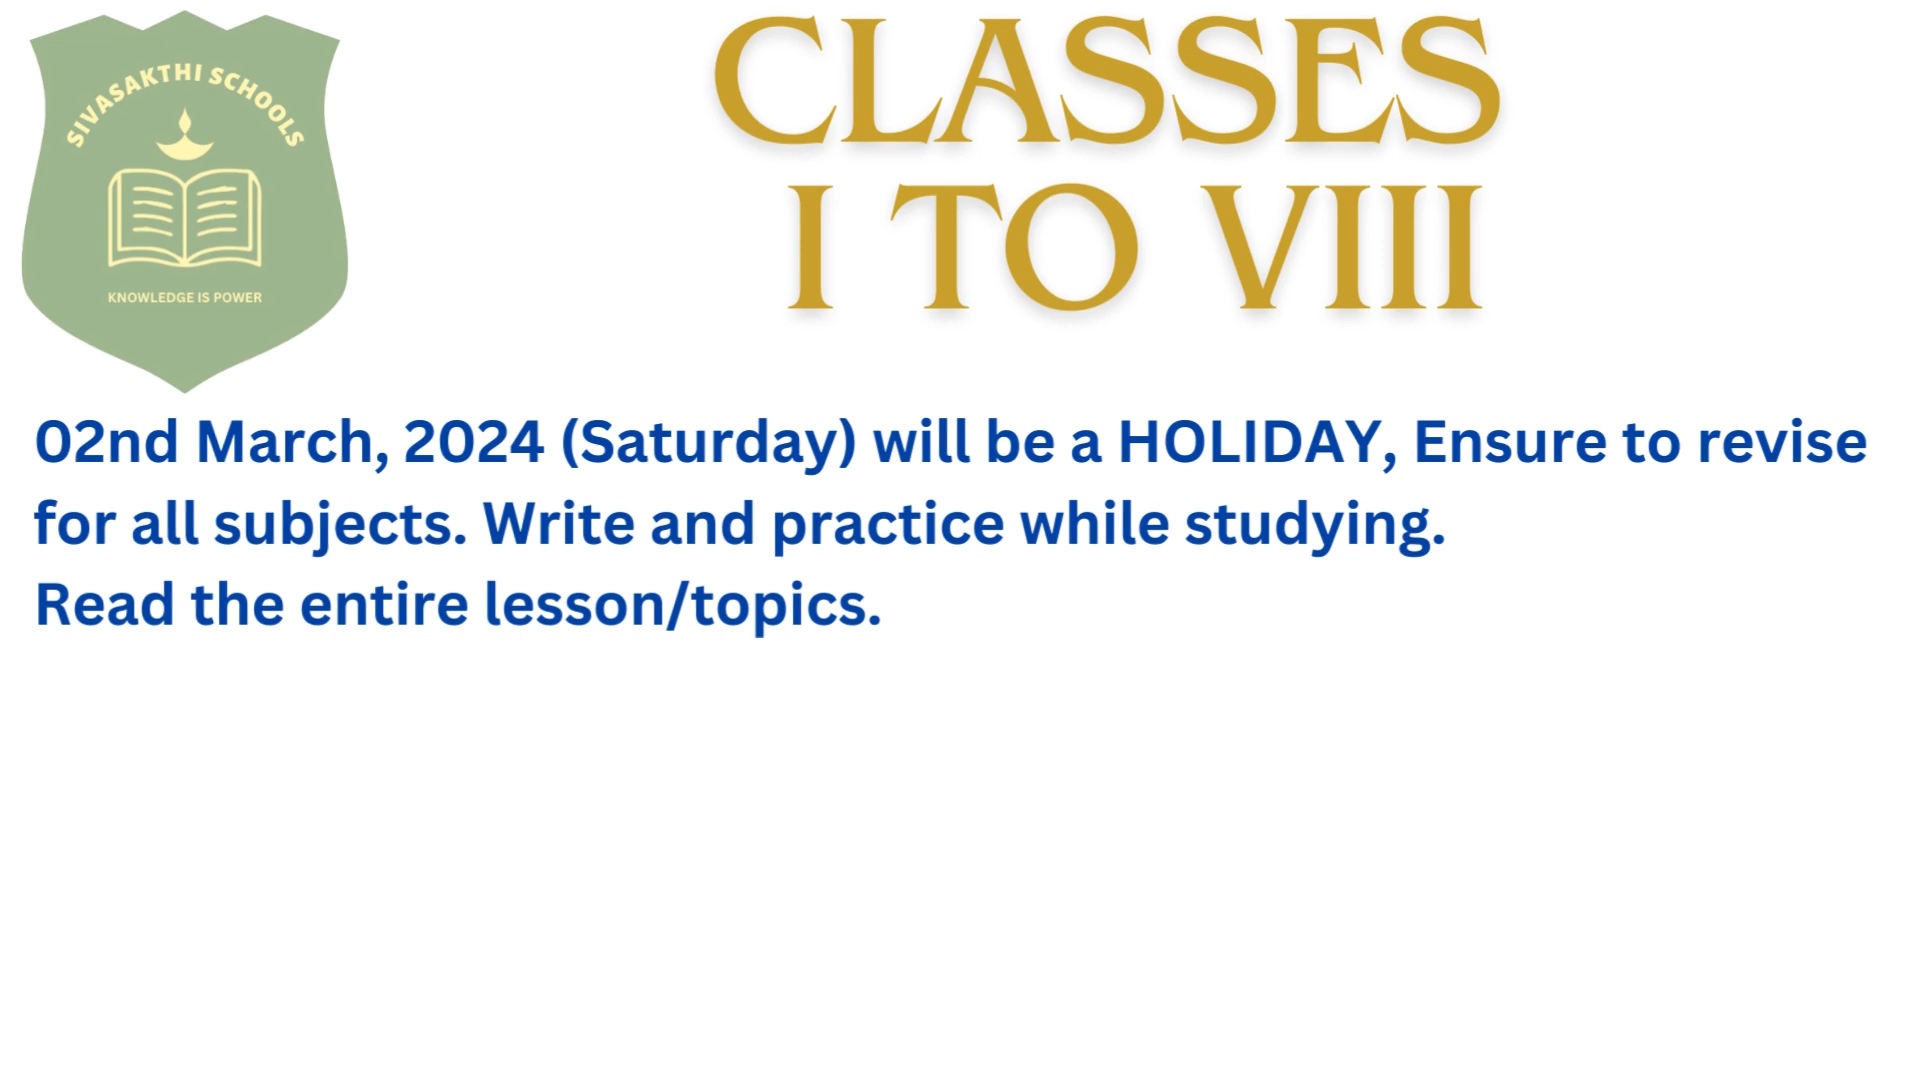 SIVASAKTHI SCHOOLS
KNOWLEDGE IS POWER
CLASSES
I TO VIII
02nd March, 2024 (Saturday) will be a HOLIDAY, Ensure to revise
for all subjects. Write and practice while studying.
Read the entire lesson/topics.